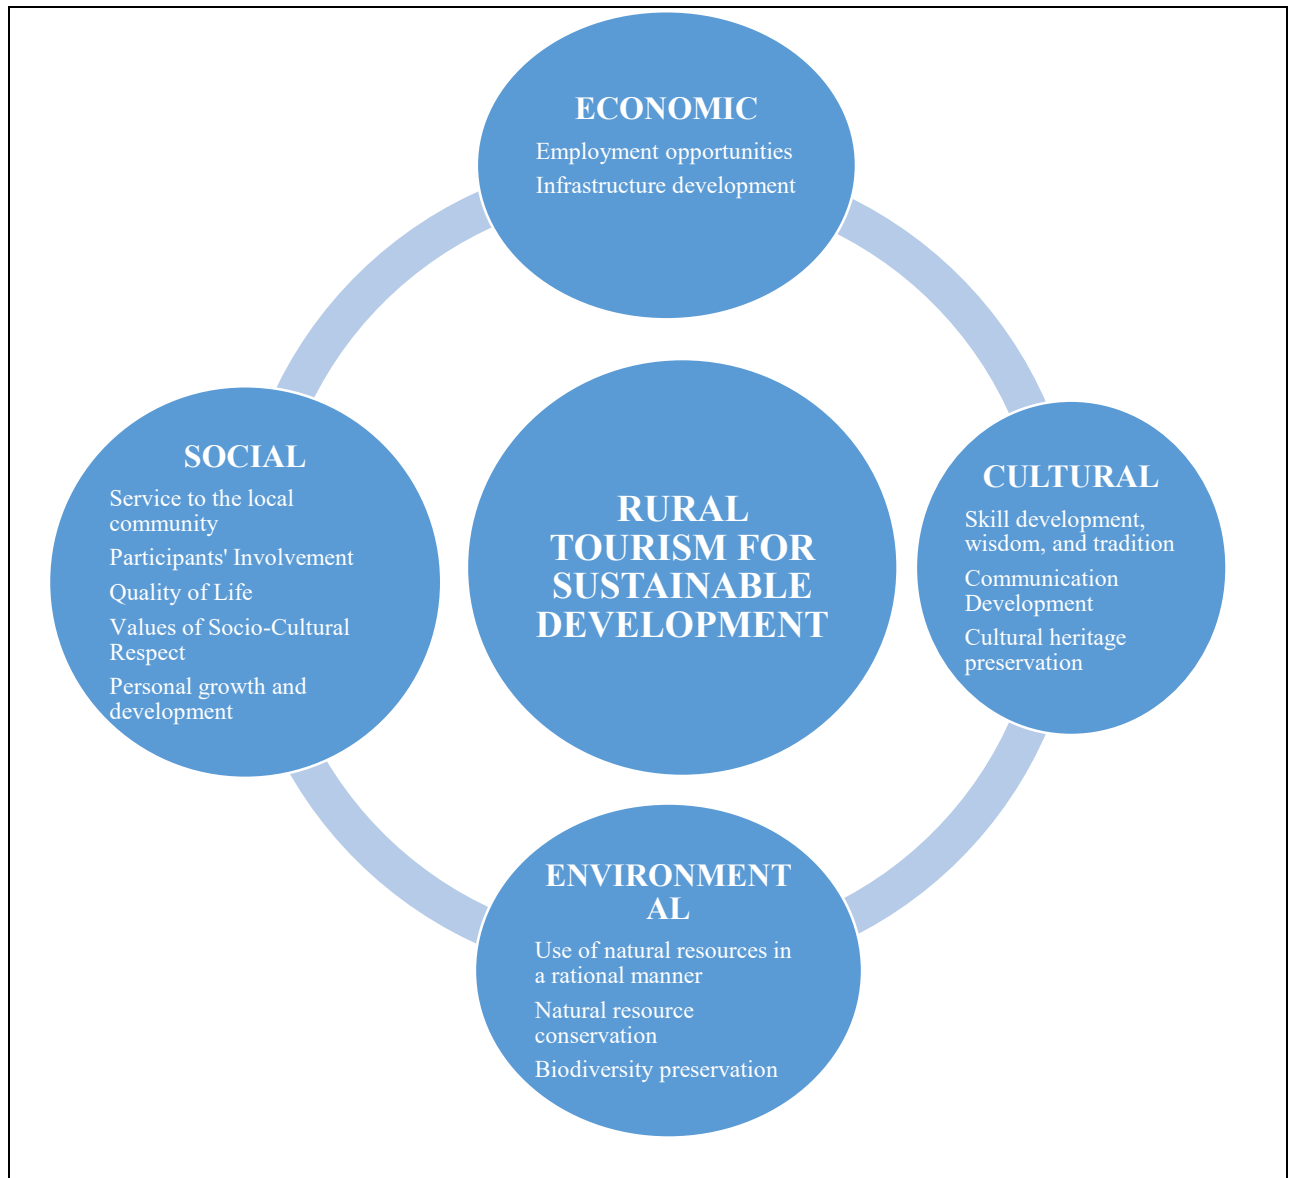 ECONOMIC
Employment opportunities
Infrastructure development
SOCIAL
Service to the local
community
Participants' Involvement
Quality of Life
Values of Socio-Cultural
Respect
Personal growth and
development
RURAL
TOURISM FOR
SUSTAINABLE
DEVELOPMENT
CULTURAL
Skill development,
wisdom, and tradition
Communication
Development
Cultural heritage
preservation
ENVIRONMENT
AL
Use of natural resources in
a rational manner
Natural resource
conservation
Biodiversity preservation